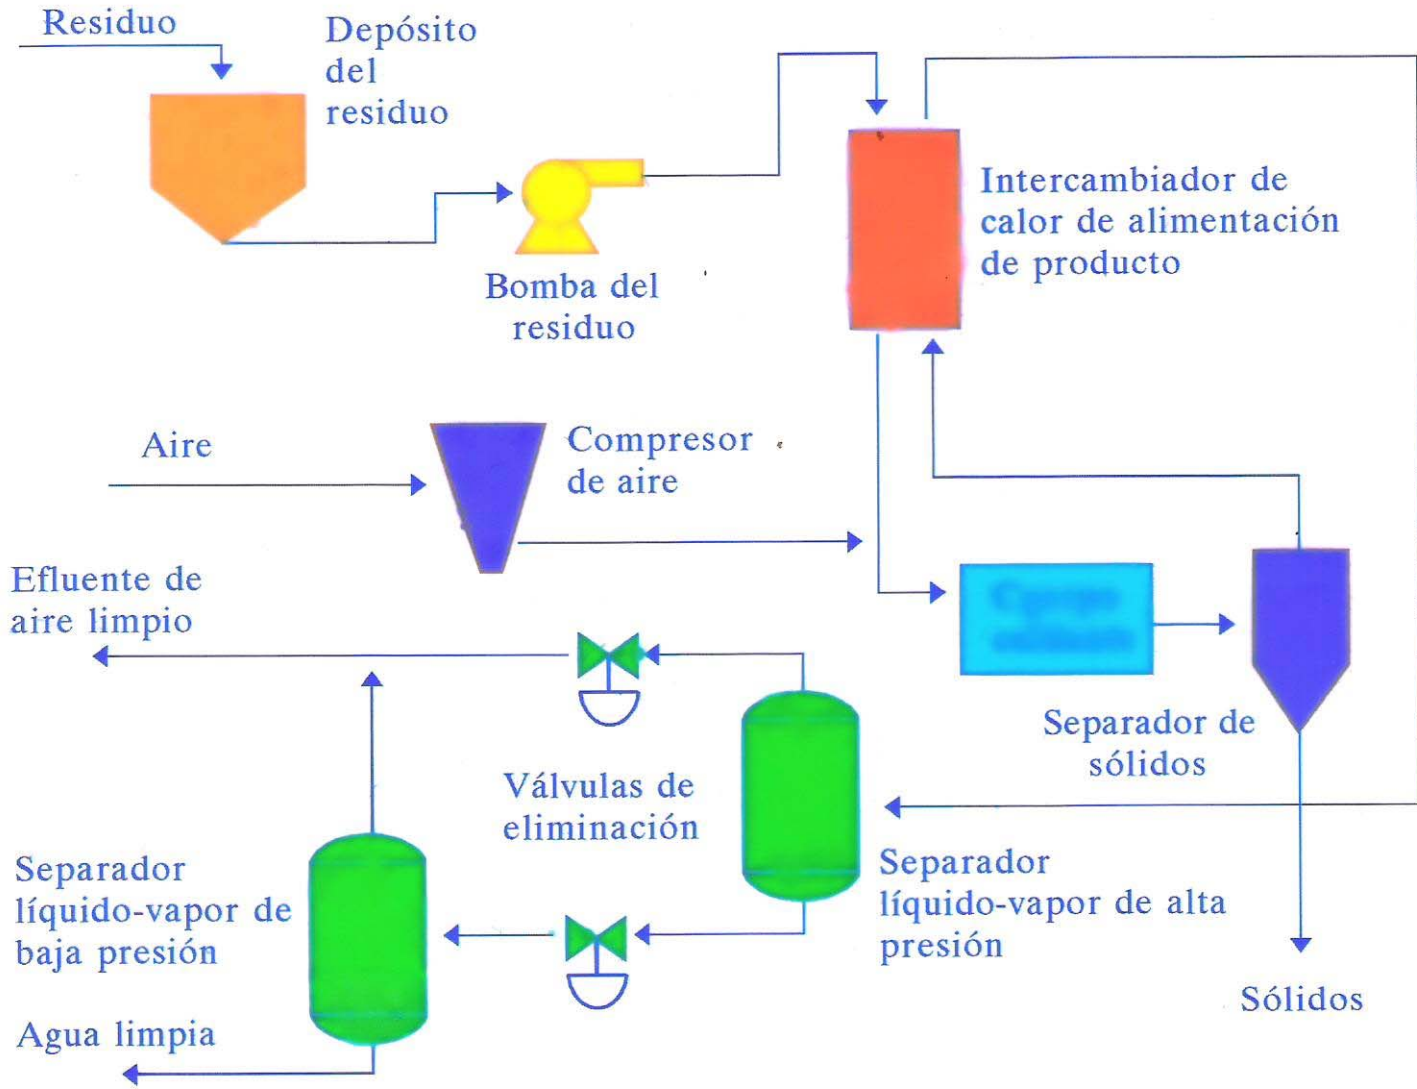 Residuo
Depósito
del
residuo
Intercambiador de
calor de alimentación
de producto
Bomba del
residuo
Aire
Compresor
de aire
Efluente de
aire limpio
Separador de
sólidos
Válvulas de
eliminación
Separador
líquido-vapor de
baja presión
Separador
líquido-vapor de alta
presión
Sólidos
Agua limpia